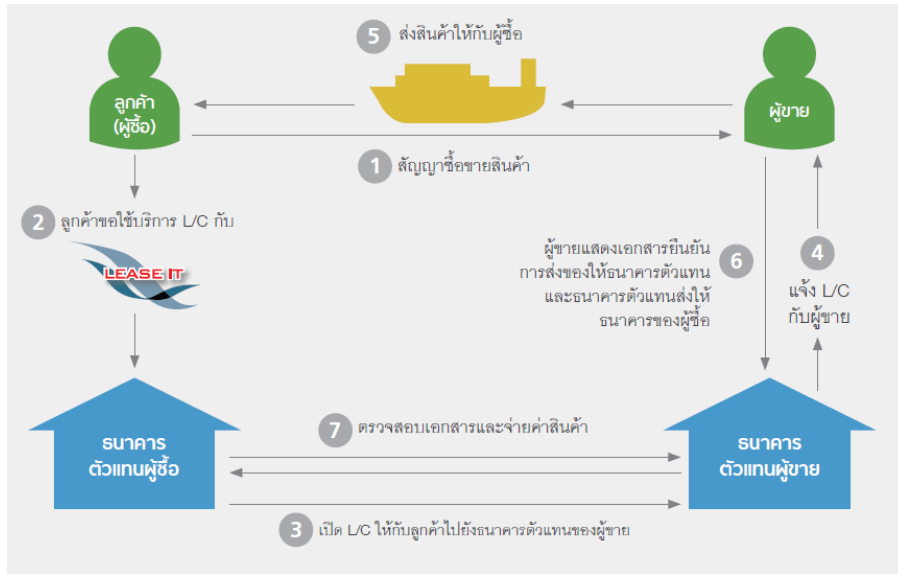 5 ส่งสินค้าให้กับผู้ซื้อ
ลูกค้า
(ผู้ซื้อ)
ผู้ขาย
1 สัญญาซื้อขายสินค้า
2 ลูกค้าขอใช้บริการ L/C กับ
LEASE IT
ผู้ขายแสดงเอกสารยืนยัน
การส่งของให้ธนาคารตัวแทน
และธนาคารตัวแทนส่งให้
ธนาคารของผู้ซื้อ
6
4
แจ้ง L/C
กับผู้ขาย
7 ตรวจสอบเอกสารและจ่ายค่าสินค้า
ธนาคาร
ตัวแทนผู้ซื้อ
ธนาคาร
ตัวแทนผู้ขาย
3 เปิด L/C ให้กับลูกค้าไปยังธนาคารตัวแทนของผู้ขาย